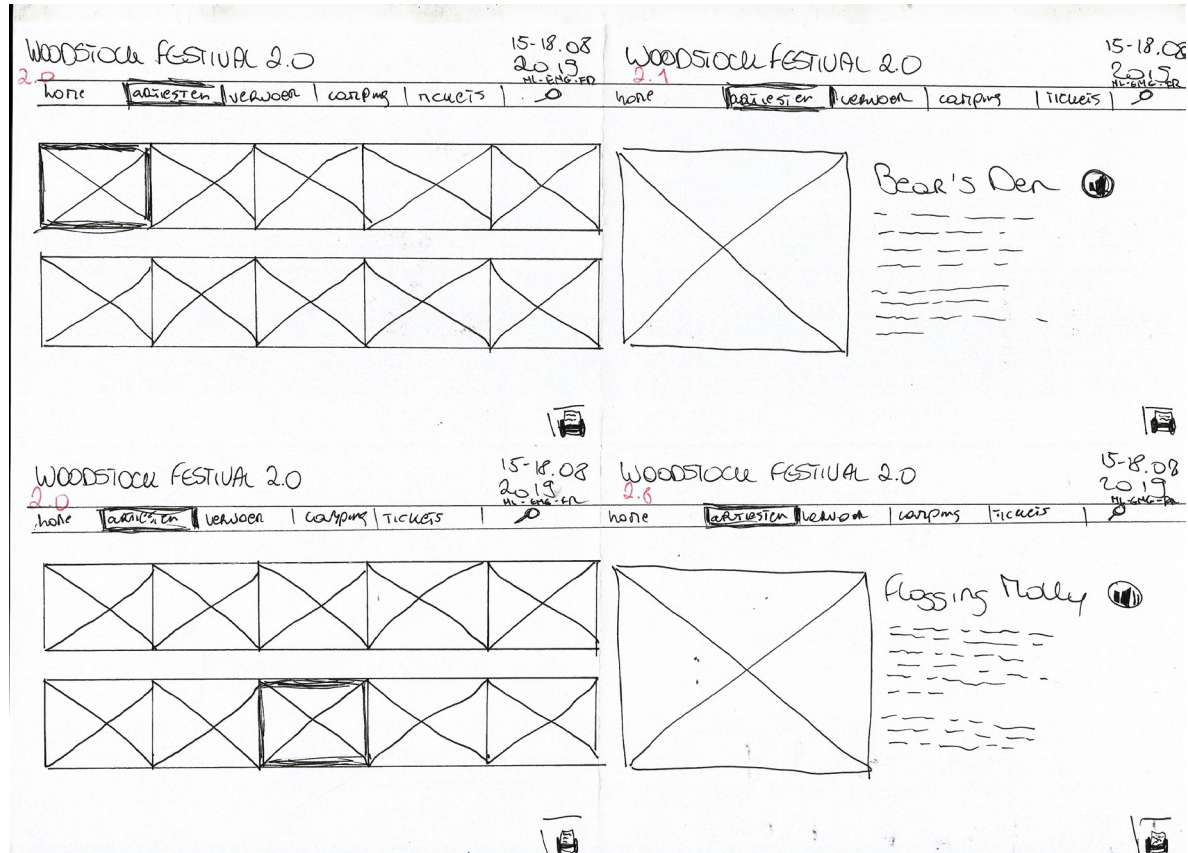 WOODSTOCK FESTIVAL 2.0
15-18.08
2019
NL-ENG-FR
2.0
home | artiesten | vervoer | camping | tickets
WOODSTOCK FESTIVAL 2.0
15-18.08
2019
NL-ENG-FR
2.1
home | artiesten | vervoer | camping | tickets
Bear's Den
WOODSTOCK FESTIVAL 2.0
15-18.08
2019
NL-ENG-FR
2.0
home | artiesten | vervoer | camping | tickets
WOODSTOCK FESTIVAL 2.0
15-18.08
2019
NL-ENG-FR
2.8
home | artiesten | vervoer | camping | tickets
Flogging Molly